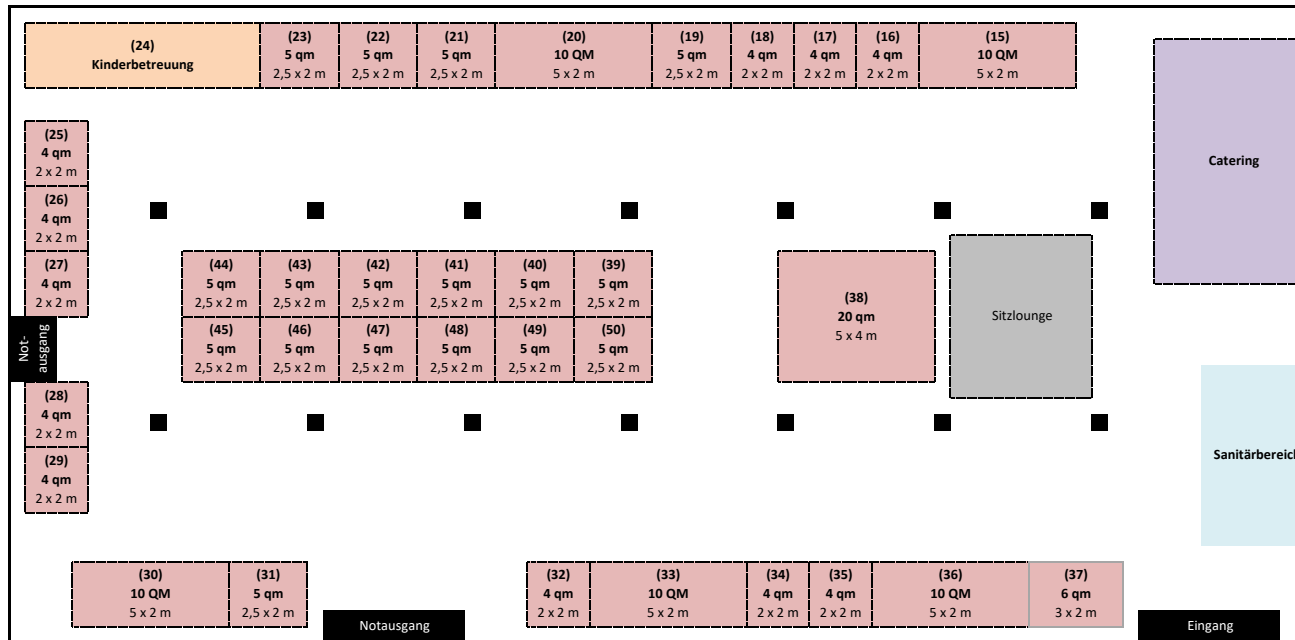 (24)
Kinderbetreuung
(23)
5 qm
2,5 x 2 m
(22)
5 qm
2,5 x 2 m
(21)
5 qm
2,5 x 2 m
(20)
10 QM
5 x 2 m
(19)
5 qm
2,5 x 2 m
(18)
4 qm
2 x 2 m
(17)
4 qm
2 x 2 m
(16)
4 qm
2 x 2 m
(15)
10 QM
5 x 2 m
Catering
(25)
4 qm
2 x 2 m
(26)
4 qm
2 x 2 m
(27)
4 qm
2 x 2 m
Not-
ausgang
(28)
4 qm
2 x 2 m
(29)
4 qm
2 x 2 m
(44)
5 qm
2,5 x 2 m
(43)
5 qm
2,5 x 2 m
(42)
5 qm
2,5 x 2 m
(41)
5 qm
2,5 x 2 m
(40)
5 qm
2,5 x 2 m
(39)
5 qm
2,5 x 2 m
(45)
5 qm
2,5 x 2 m
(46)
5 qm
2,5 x 2 m
(47)
5 qm
2,5 x 2 m
(48)
5 qm
2,5 x 2 m
(49)
5 qm
2,5 x 2 m
(50)
5 qm
2,5 x 2 m
(38)
20 qm
5 x 4 m
Sitzlounge
Sanitärbereich
(30)
10 QM
5 x 2 m
(31)
5 qm
2,5 x 2 m
Notausgang
(32)
4 qm
2 x 2 m
(33)
10 QM
5 x 2 m
(34)
4 qm
2 x 2 m
(35)
4 qm
2 x 2 m
(36)
10 QM
5 x 2 m
(37)
6 qm
3 x 2 m
Eingang